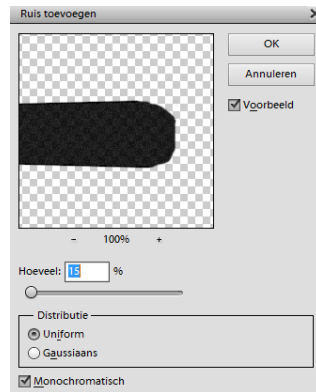 Ruis toevoegen
OK
Annuleren
Voorbeeld
- 100% +
Hoeveel: 15 %
Distributie
Uniform
Gaussiaans
Monochromatisch